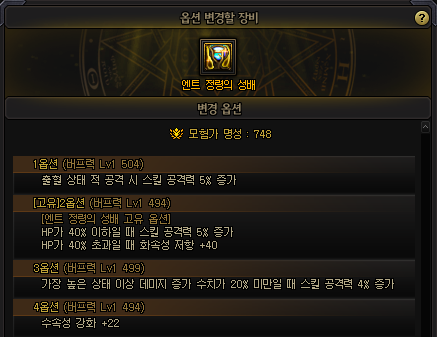 옵션 변경할 장비
?
엔트 정령의 성배
변경 옵션
모험가 명성 : 748
1옵션 (버프력 Lv1 504)
출혈 상태 적 공격 시 스킬 공격력 5% 증가
[고유]2옵션 (버프력 Lv1 494)
[엔트 정령의 성배 고유 옵션]
HP가 40% 이하일 때 스킬 공격력 5% 증가
HP가 40% 초과일 때 화속성 저항 +40
3옵션 (버프력 Lv1 499)
가장 높은 상태 이상 데미지 증가 수치가 20% 미만일 때 스킬 공격력 4% 증가
4옵션 (버프력 Lv1 494)
수속성 강화 +22